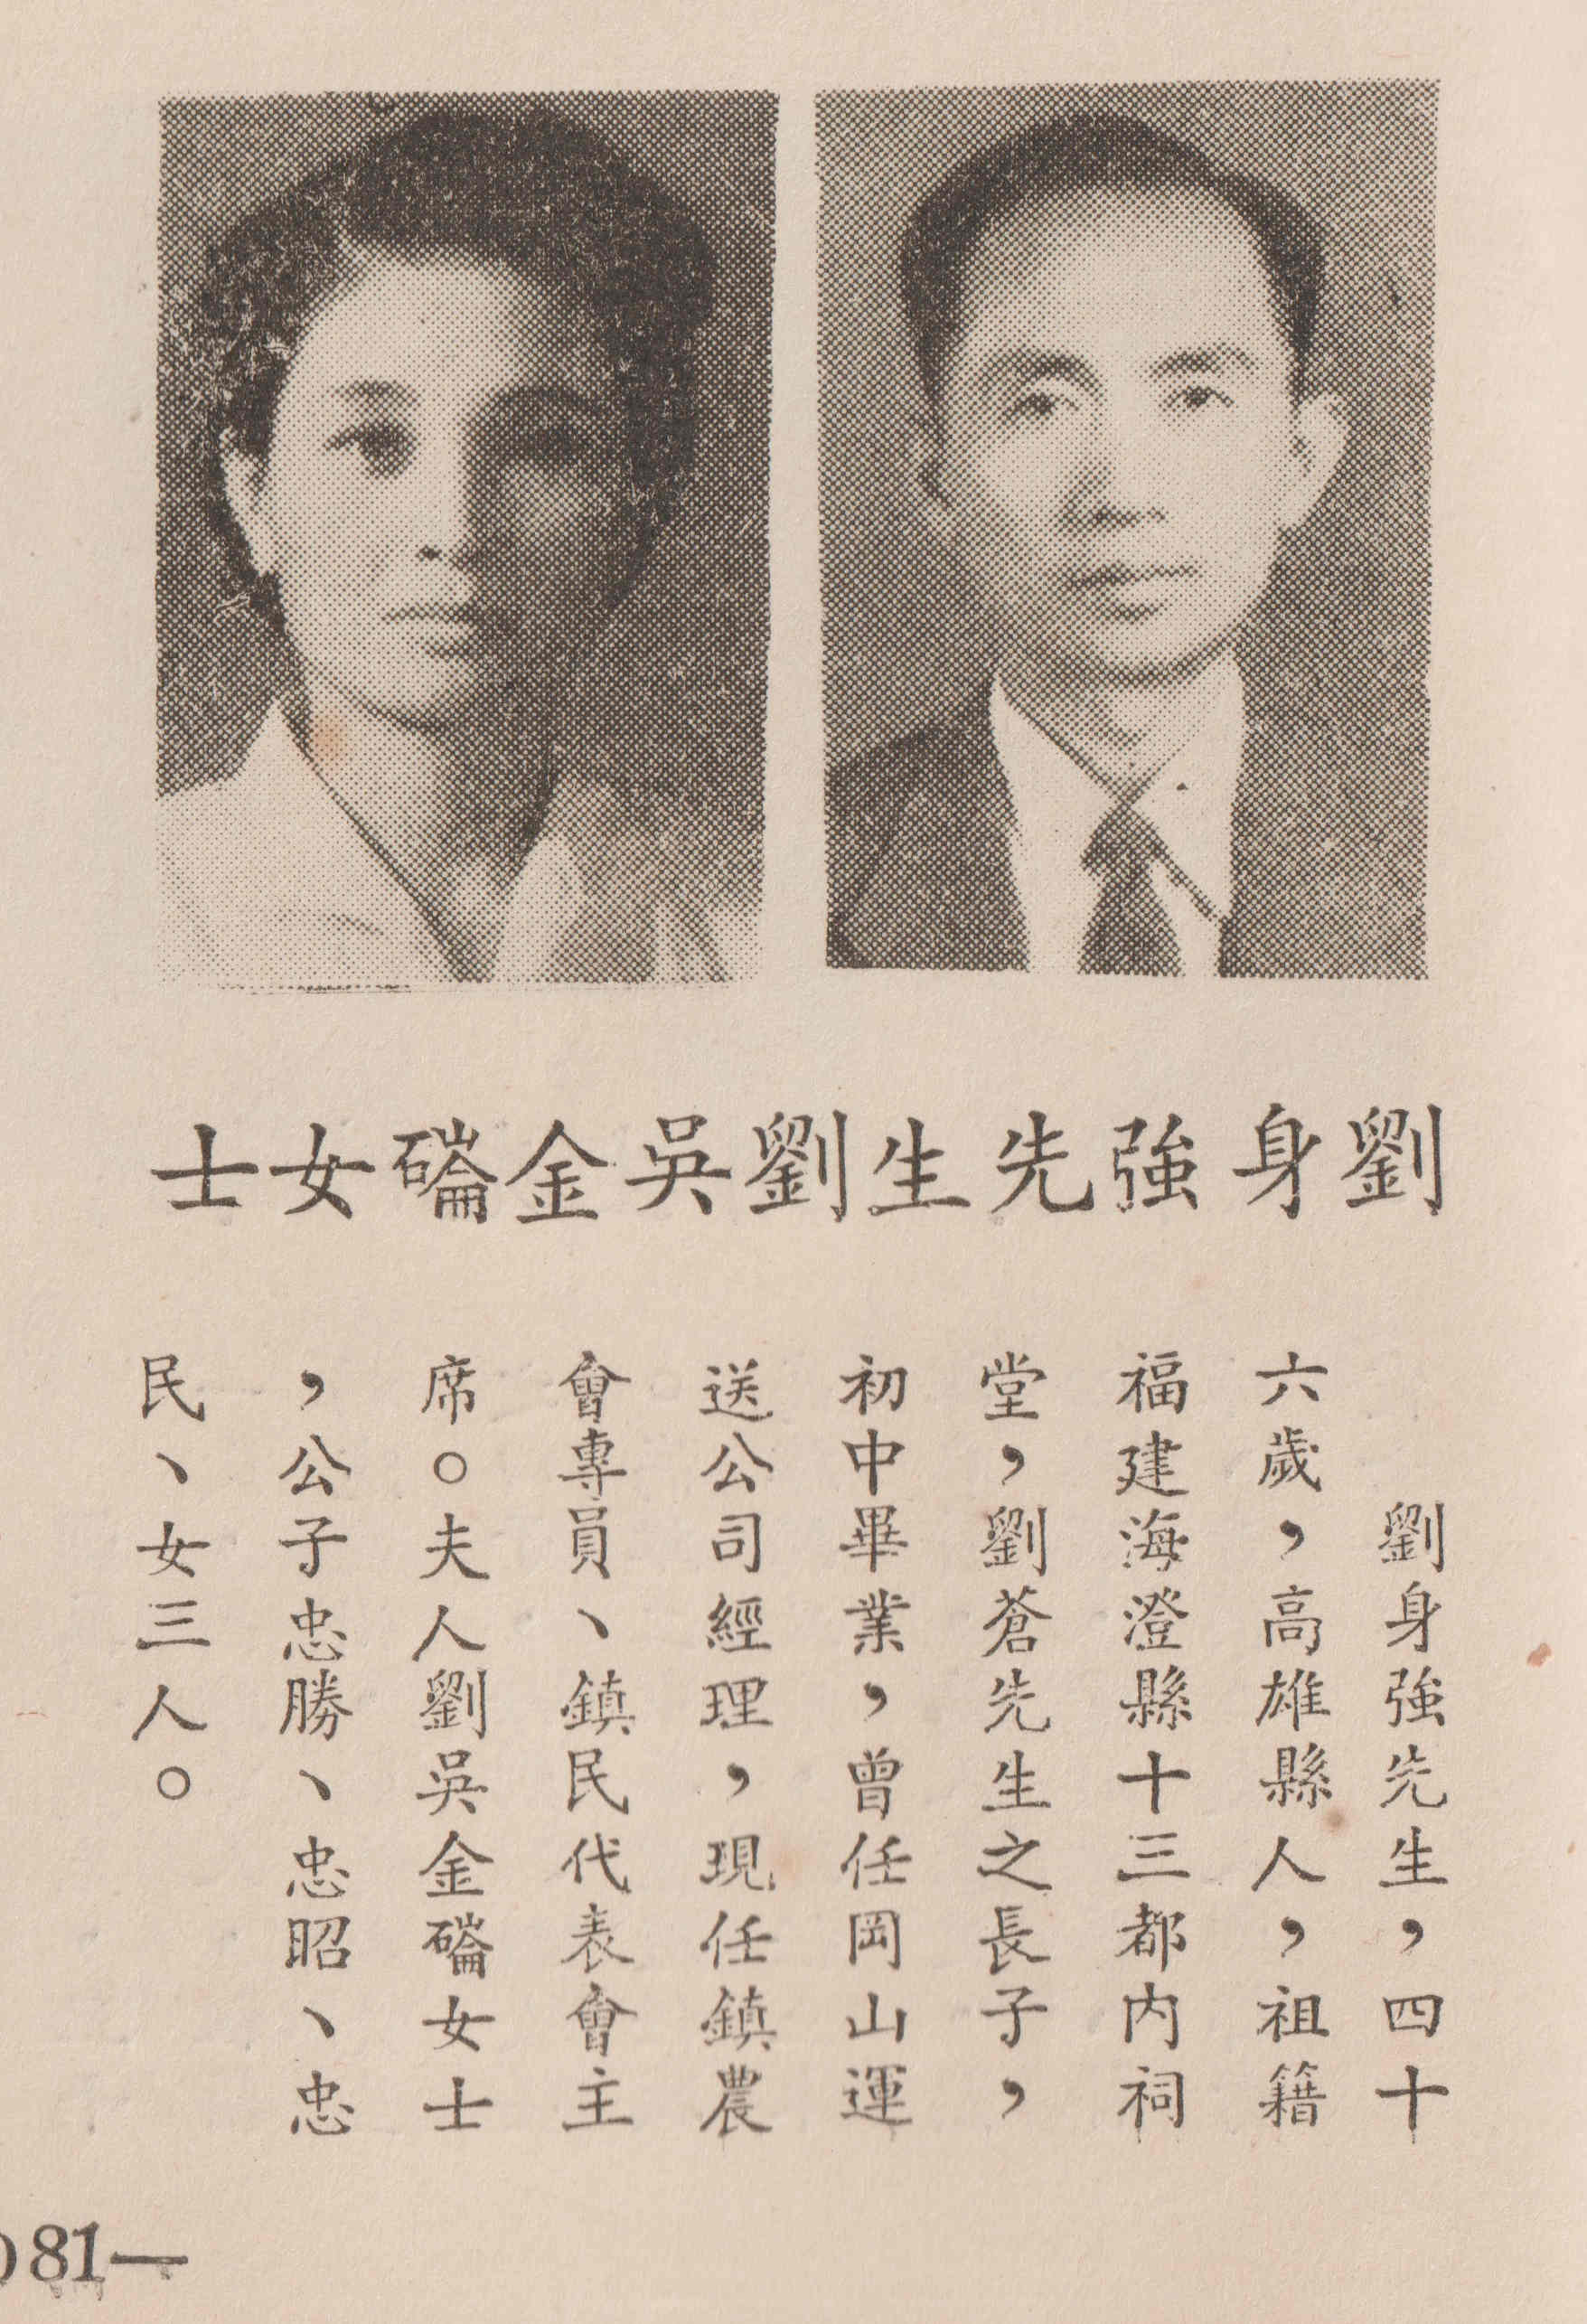 劉身強先生劉吳金碖女士
劉身強先生,四十
六歲,高雄縣人,祖籍
福建海澄縣十三都內祠
堂,劉蒼先生之長子,
初中畢業,曾任岡山運
送公司經理,現任鎮農
會專員、鎮民代表會主
席。夫人劉吳金碖女士
,公子忠勝、忠昭、忠
民、女三人。
)81—